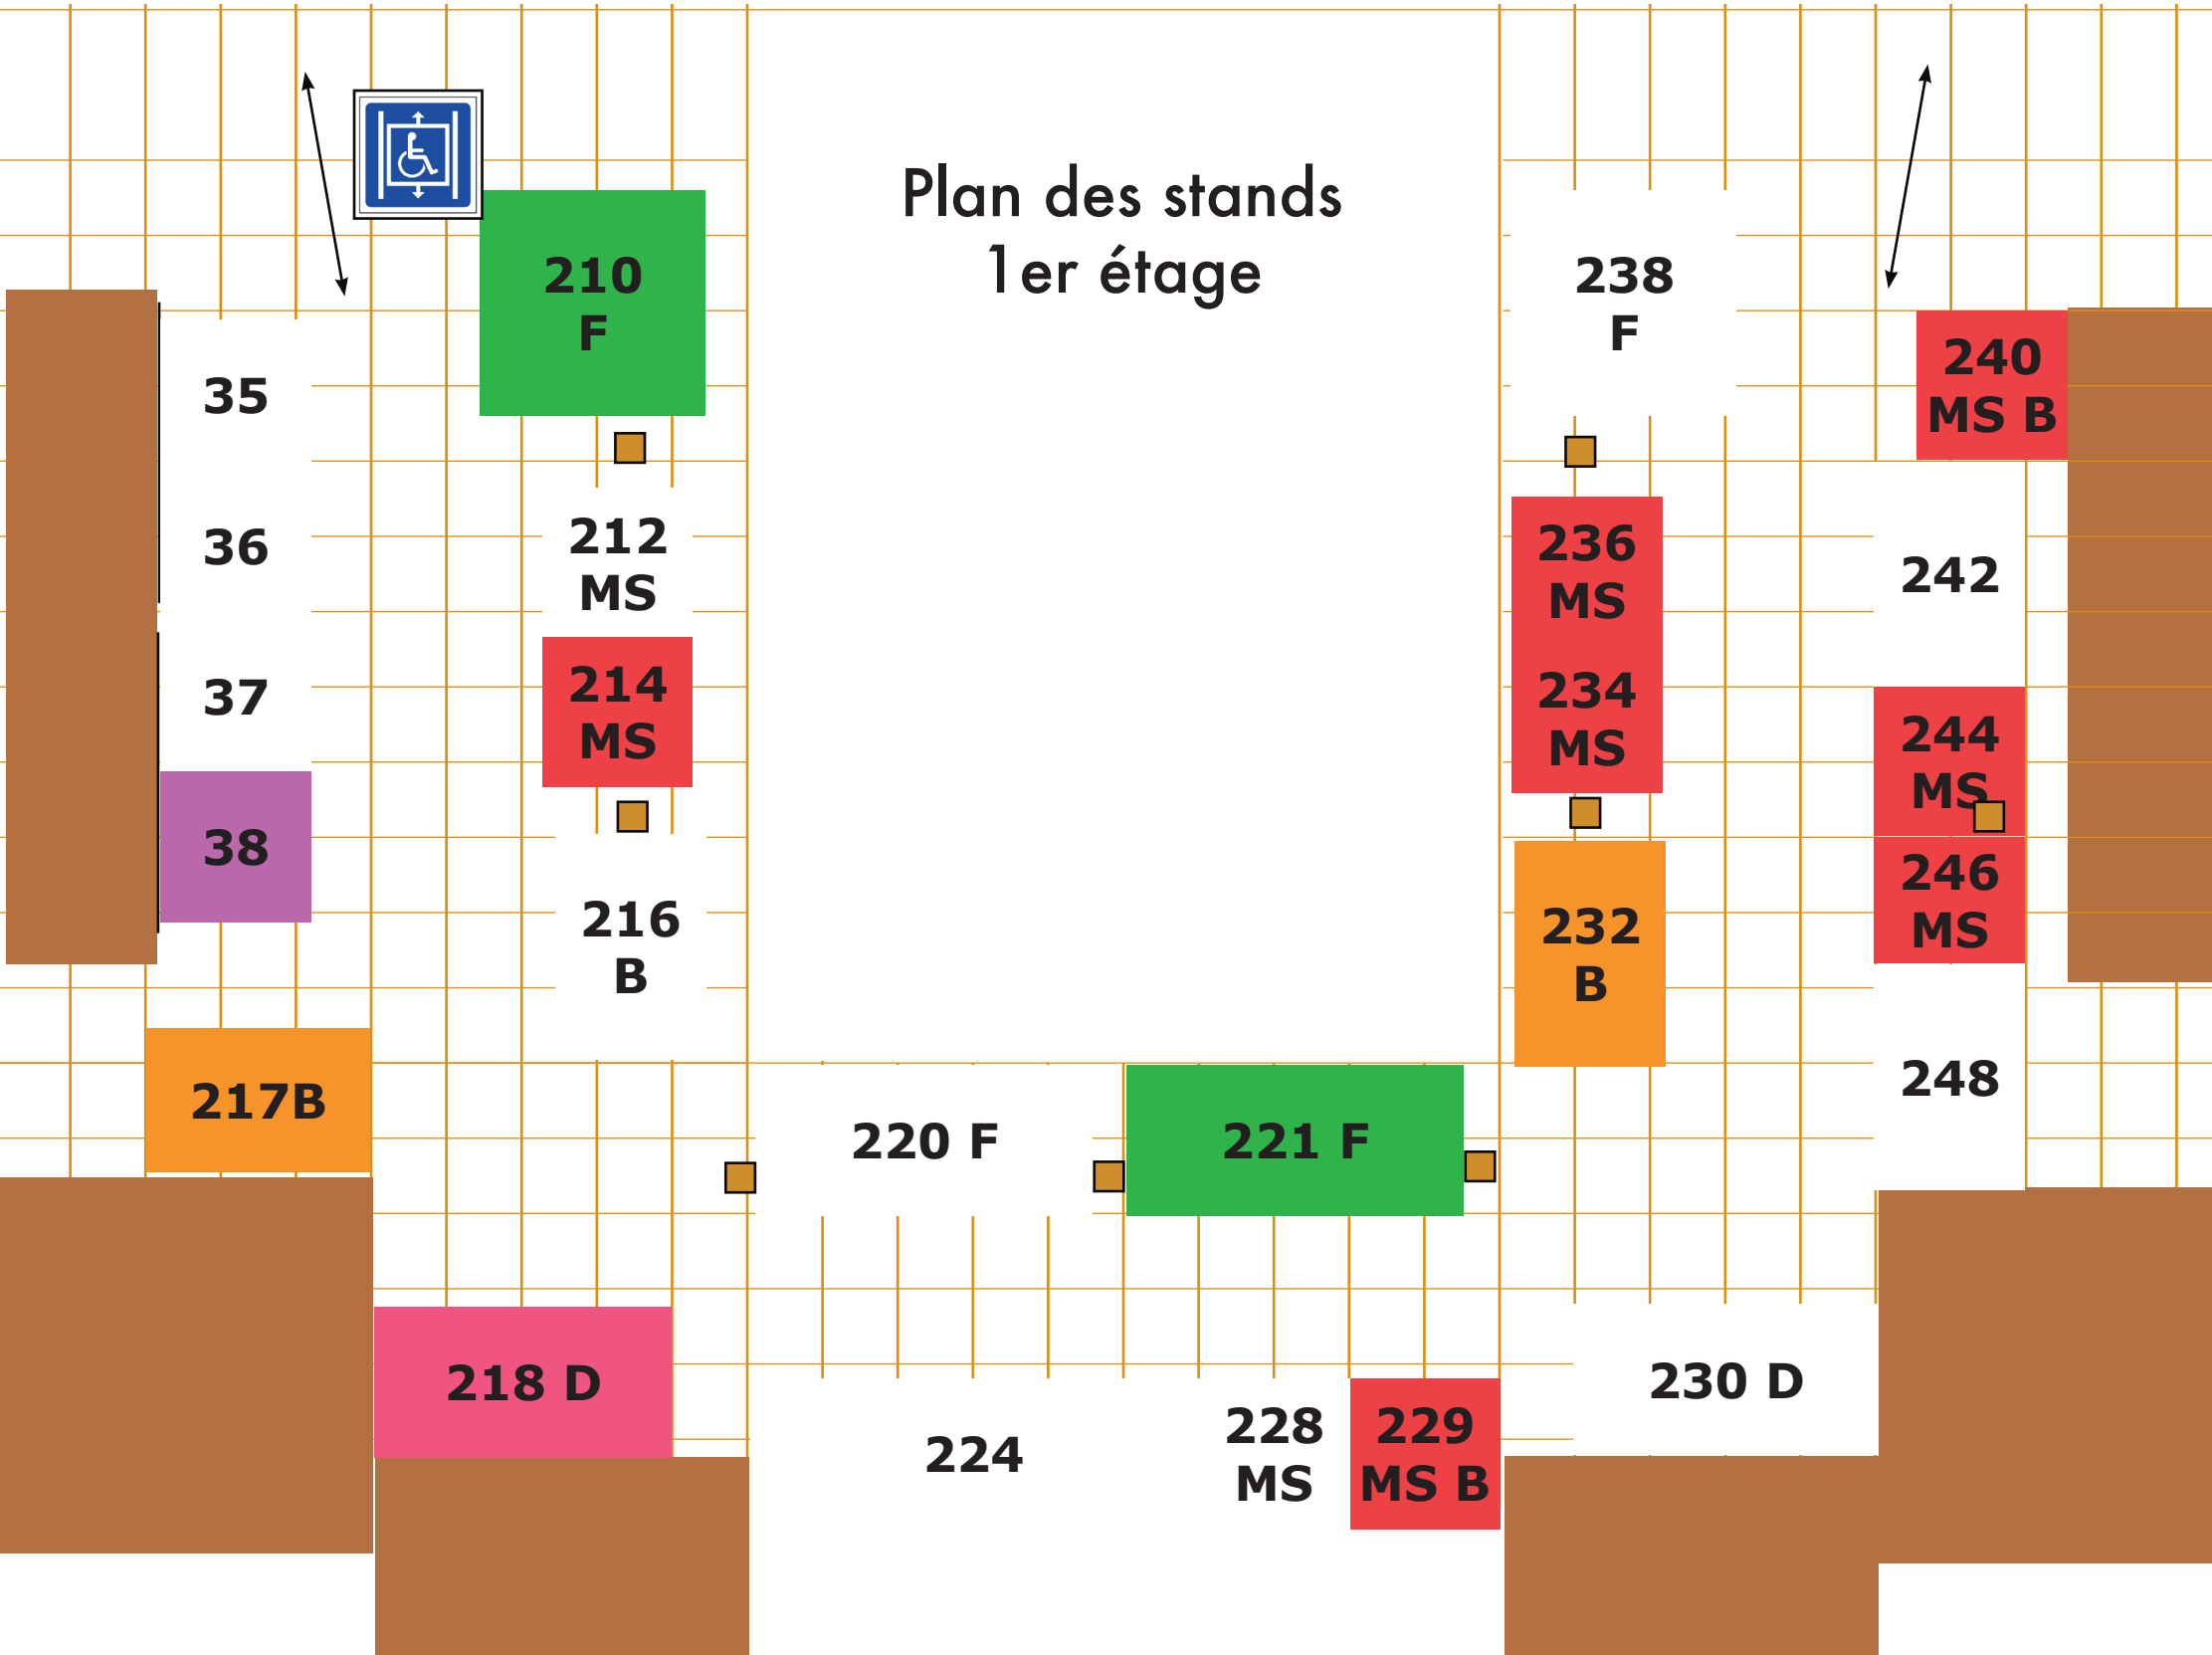 Plan des stands
1er étage
210
F
238
F
240
MS B
35
36
37
38
212
MS
214
MS
216
B
236
MS
234
MS
232
B
242
244
MS
246
MS
248
217B
220 F
221 F
218 D
224
228
MS
229
MS B
230 D